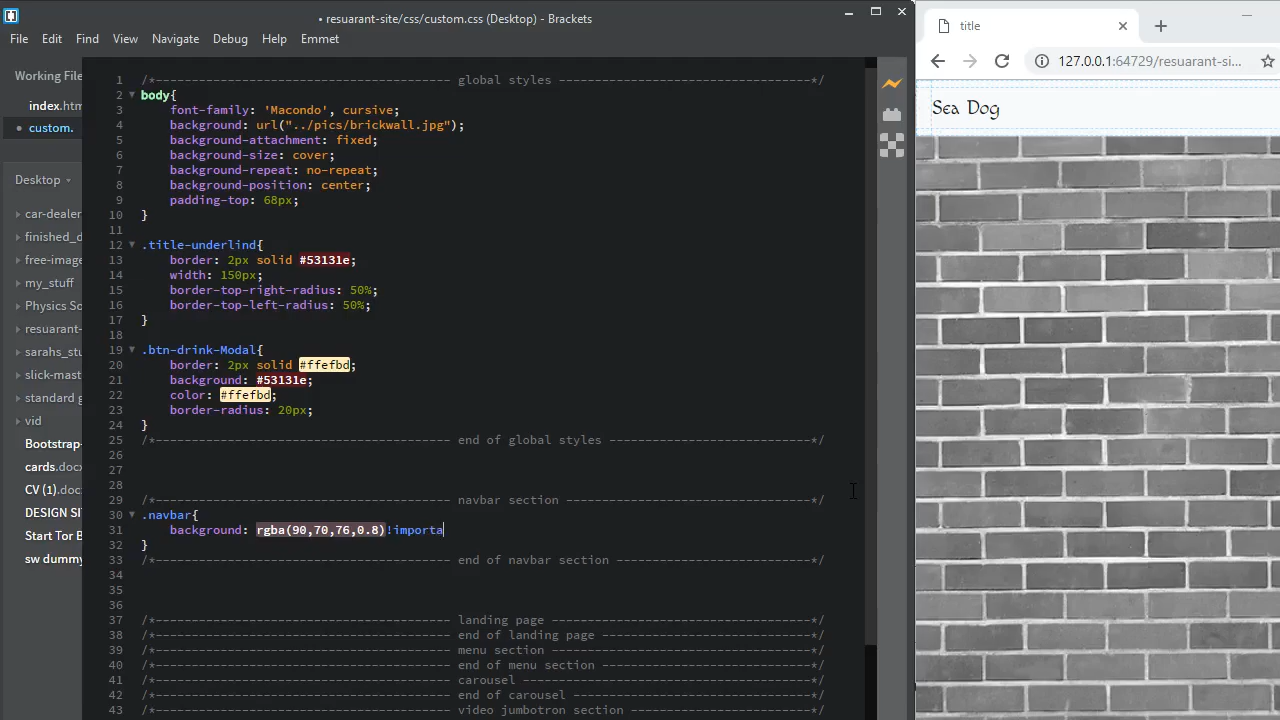 • resuarant-site/css/custom.css (Desktop) - Brackets
File Edit Find View Navigate Debug Help Emmet
Working File
index.htm
• custom.
Desktop
car-dealer
finished_d
free-image
my_stuff
Physics So
resuarant-
sarahs_stu
slick-mast
standard g
vid
Bootstrap-
cards.docx
CV (1).doc
DESIGN SIT
Start Tor B
sw dummy
1 /*----------------------------------------- global styles -----------------------------------*/
2 body{
3 font-family: 'Macondo', cursive;
4 background: url("../pics/brickwall.jpg");
5 background-attachment: fixed;
6 background-size: cover;
7 background-repeat: no-repeat;
8 background-position: center;
9 padding-top: 68px;
10 }
11
12 .title-underlind{
13 border: 2px solid #53131e;
14 width: 150px;
15 border-top-right-radius: 50%;
16 border-top-left-radius: 50%;
17 }
18
19 .btn-drink-Modal{
20 border: 2px solid #ffefbd;
21 background: #53131e;
22 color: #ffefbd;
23 border-radius: 20px;
24 }
25 /*----------------------------------------- end of global styles ----------------------------*/
26
27
28
29 /*----------------------------------------- navbar section ----------------------------------*/
30 .navbar{
31 background: rgba(90,70,76,0.8)!importa
32 }
33 /*----------------------------------------- end of navbar section ---------------------------*/
34
35
36
37 /*----------------------------------------- landing page ------------------------------------*/
38 /*----------------------------------------- end of landing page -----------------------------*/
39 /*----------------------------------------- menu section ------------------------------------*/
40 /*----------------------------------------- end of menu section -----------------------------*/
41 /*----------------------------------------- carousel ----------------------------------------*/
42 /*----------------------------------------- end of carousel ---------------------------------*/
43 /*----------------------------------------- video jumbotron section -------------------------*/
title
127.0.0.1:64729/resuarant-si...
Sea Dog